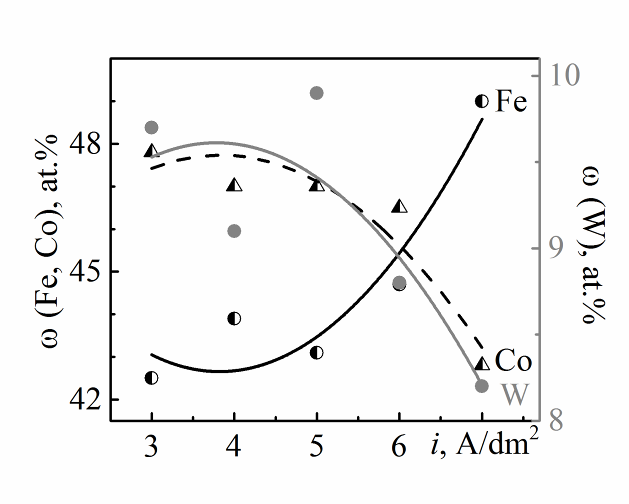 10
Fe
48
ω (Fe, Co), at.%
ω (W), at.%
9
45
Co
W
42
8
3 4 5 6 i, A/dm²